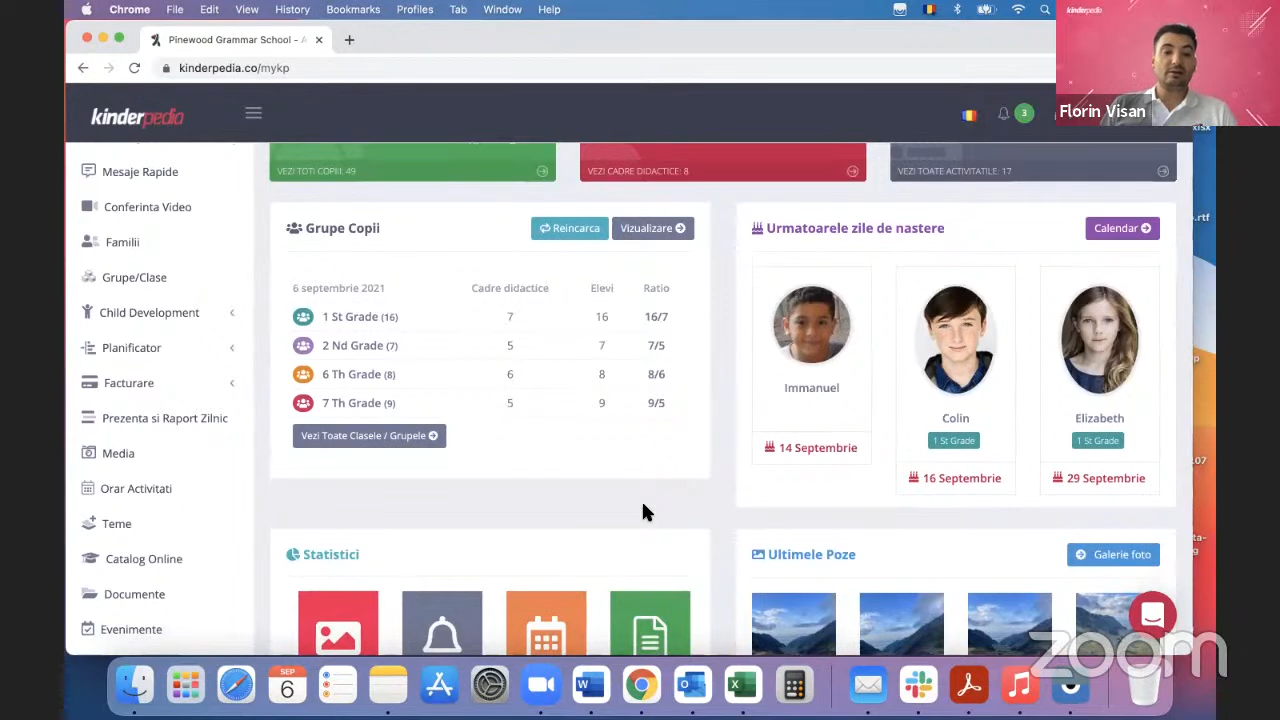 Chrome File Edit View History Bookmarks Profiles Tab Window Help
kinderpedia
Pinewood Grammar School - A
kinderpedia.co/mykp
Florin Visan
kinderpedia
3
xlsx
VEZI TOTI COPIII: 49
VEZI CADRE DIDACTICE: 8
VEZI TOATE ACTIVITATILE: 17
Mesaje Rapide
Conferinta Video
Familii
Grupe/Clase
Child Development
Planificator
Facturare
Prezenta si Raport Zilnic
Media
Orar Activitati
Teme
Catalog Online
Documente
Evenimente
Grupe Copii
Reincarca
Vizualizare
6 septembrie 2021 Cadre didactice Elevi Ratio
1 St Grade (16) 7 16 16/7
2 Nd Grade (7) 5 7 7/5
6 Th Grade (8) 6 8 8/6
7 Th Grade (9) 5 9 9/5
Vezi Toate Clasele / Grupele
Urmatoarele zile de nastere
Calendar
Immanuel
14 Septembrie
Colin
1 St Grade
16 Septembrie
Elizabeth
1 St Grade
29 Septembrie
.rtf
Statistici
Ultimele Poze
Galerie foto
zoom
SEP
6